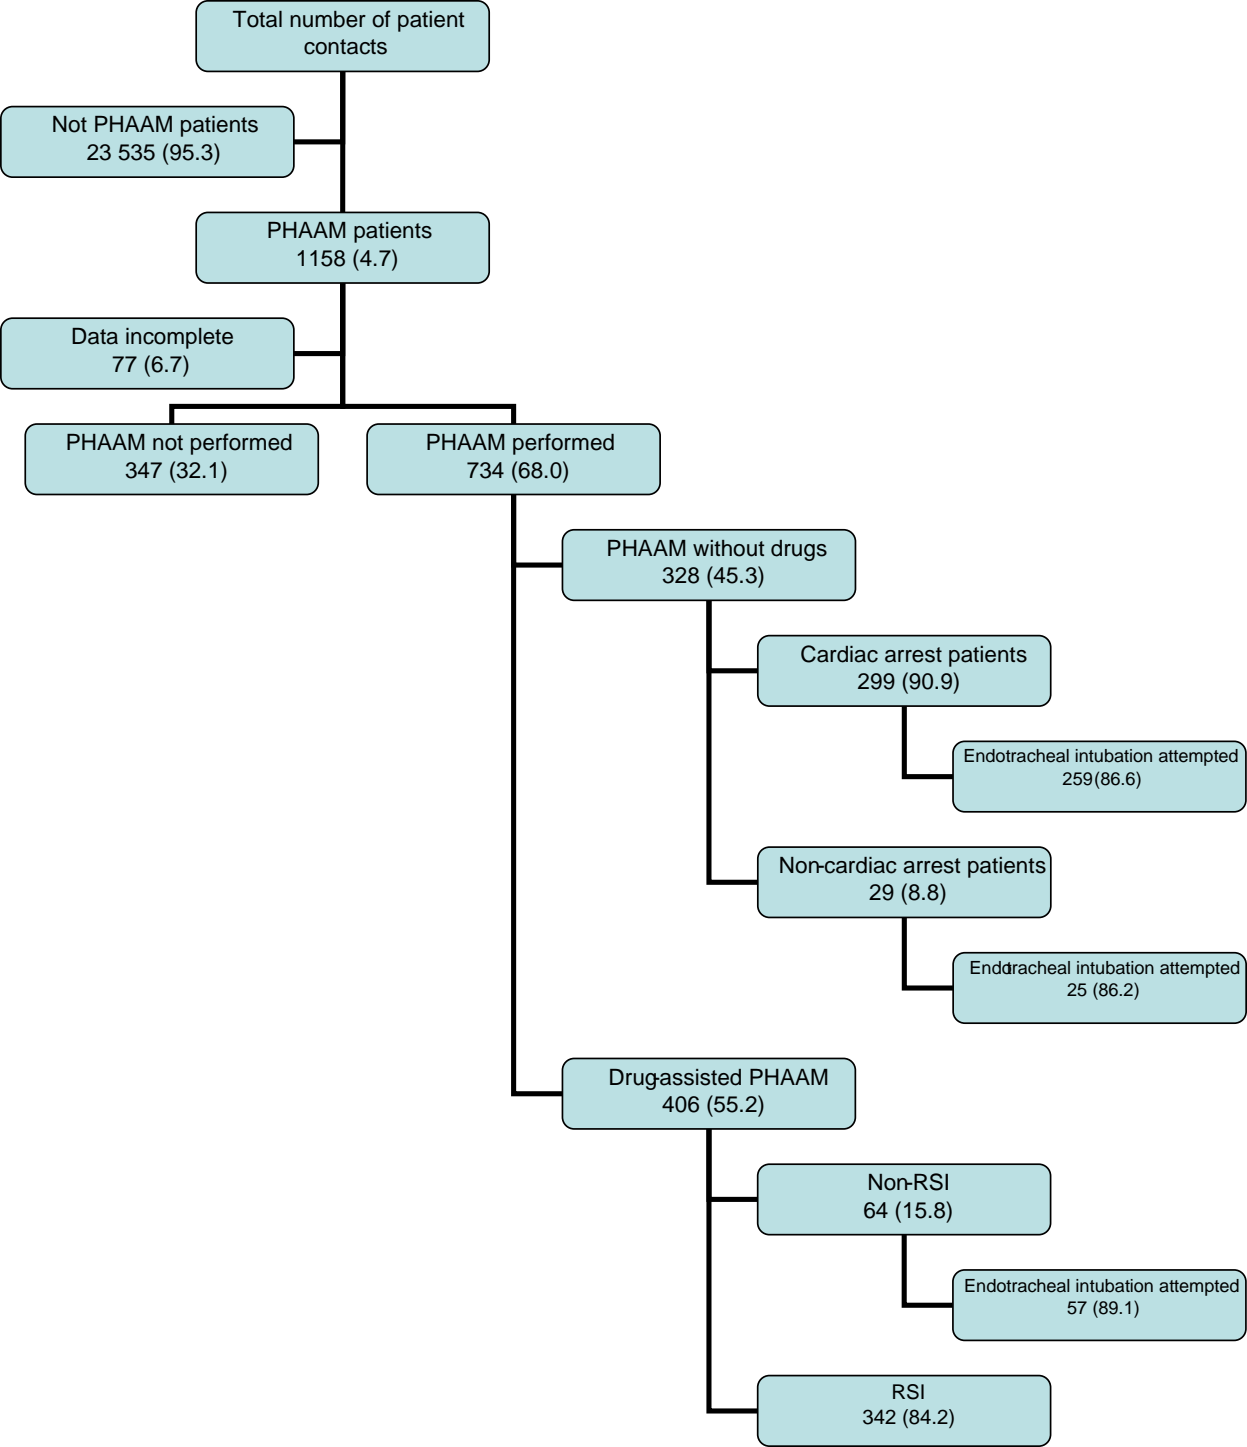 Total number of patient
contacts
Not PHAAM patients
23 535 (95.3)
PHAAM patients
1158 (4.7)
Data incomplete
77 (6.7)
PHAAM not performed
347 (32.1)
PHAAM performed
734 (68.0)
PHAAM without drugs
328 (45.3)
Cardiac arrest patients
299 (90.9)
Endotracheal intubation attempted
259(86.6)
Non-cardiac arrest patients
29 (8.8)
Endotracheal intubation attempted
25 (86.2)
Drug-assisted PHAAM
406 (55.2)
Non-RSI
64 (15.8)
Endotracheal intubation attempted
57 (89.1)
RSI
342 (84.2)